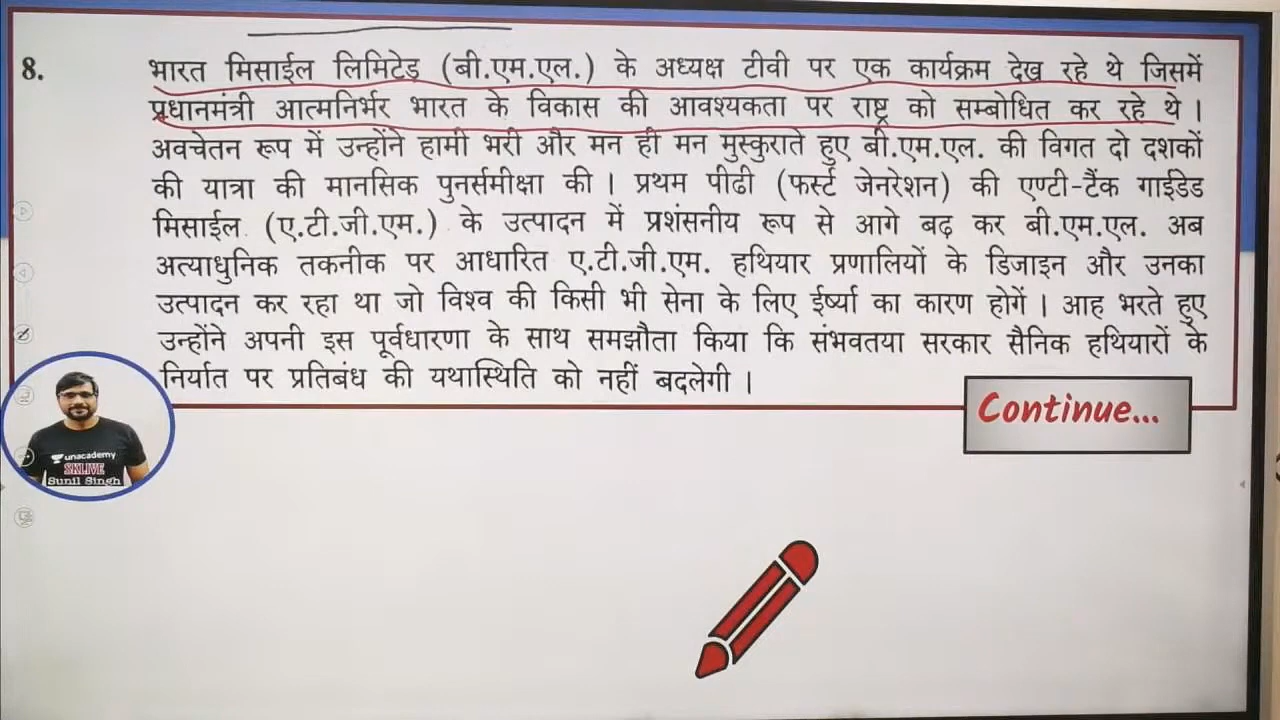 8.
भारत मिसाईल लिमिटेड (बी.एम.एल.) के अध्यक्ष टीवी पर एक कार्यक्रम देख रहे थे जिसमें
प्रधानमंत्री आत्मनिर्भर भारत के विकास की आवश्यकता पर राष्ट्र को सम्बोधित कर रहे थे ।
अवचेतन रूप में उन्होंने हामी भरी और मन ही मन मुस्कुराते हुए बी.एम.एल. की विगत दो दशकों
की यात्रा की मानसिक पुनर्समीक्षा की । प्रथम पीढी (फर्स्ट जेनरेशन) की एण्टी-टैंक गाईडेड
मिसाईल (ए.टी.जी.एम.) के उत्पादन में प्रशंसनीय रूप से आगे बढ़ कर बी.एम.एल. अब
अत्याधुनिक तकनीक पर आधारित ए.टी.जी.एम. हथियार प्रणालियों के डिजाइन और उनका
उत्पादन कर रहा था जो विश्व की किसी भी सेना के लिए ईर्ष्या का कारण होगें । आह भरते हुए
उन्होंने अपनी इस पूर्वधारणा के साथ समझौता किया कि संभवतया सरकार सैनिक हथियारों के
निर्यात पर प्रतिबंध की यथास्थिति को नहीं बदलेगी ।
Continue...
unacademy
SKLIVE
Sunil Singh